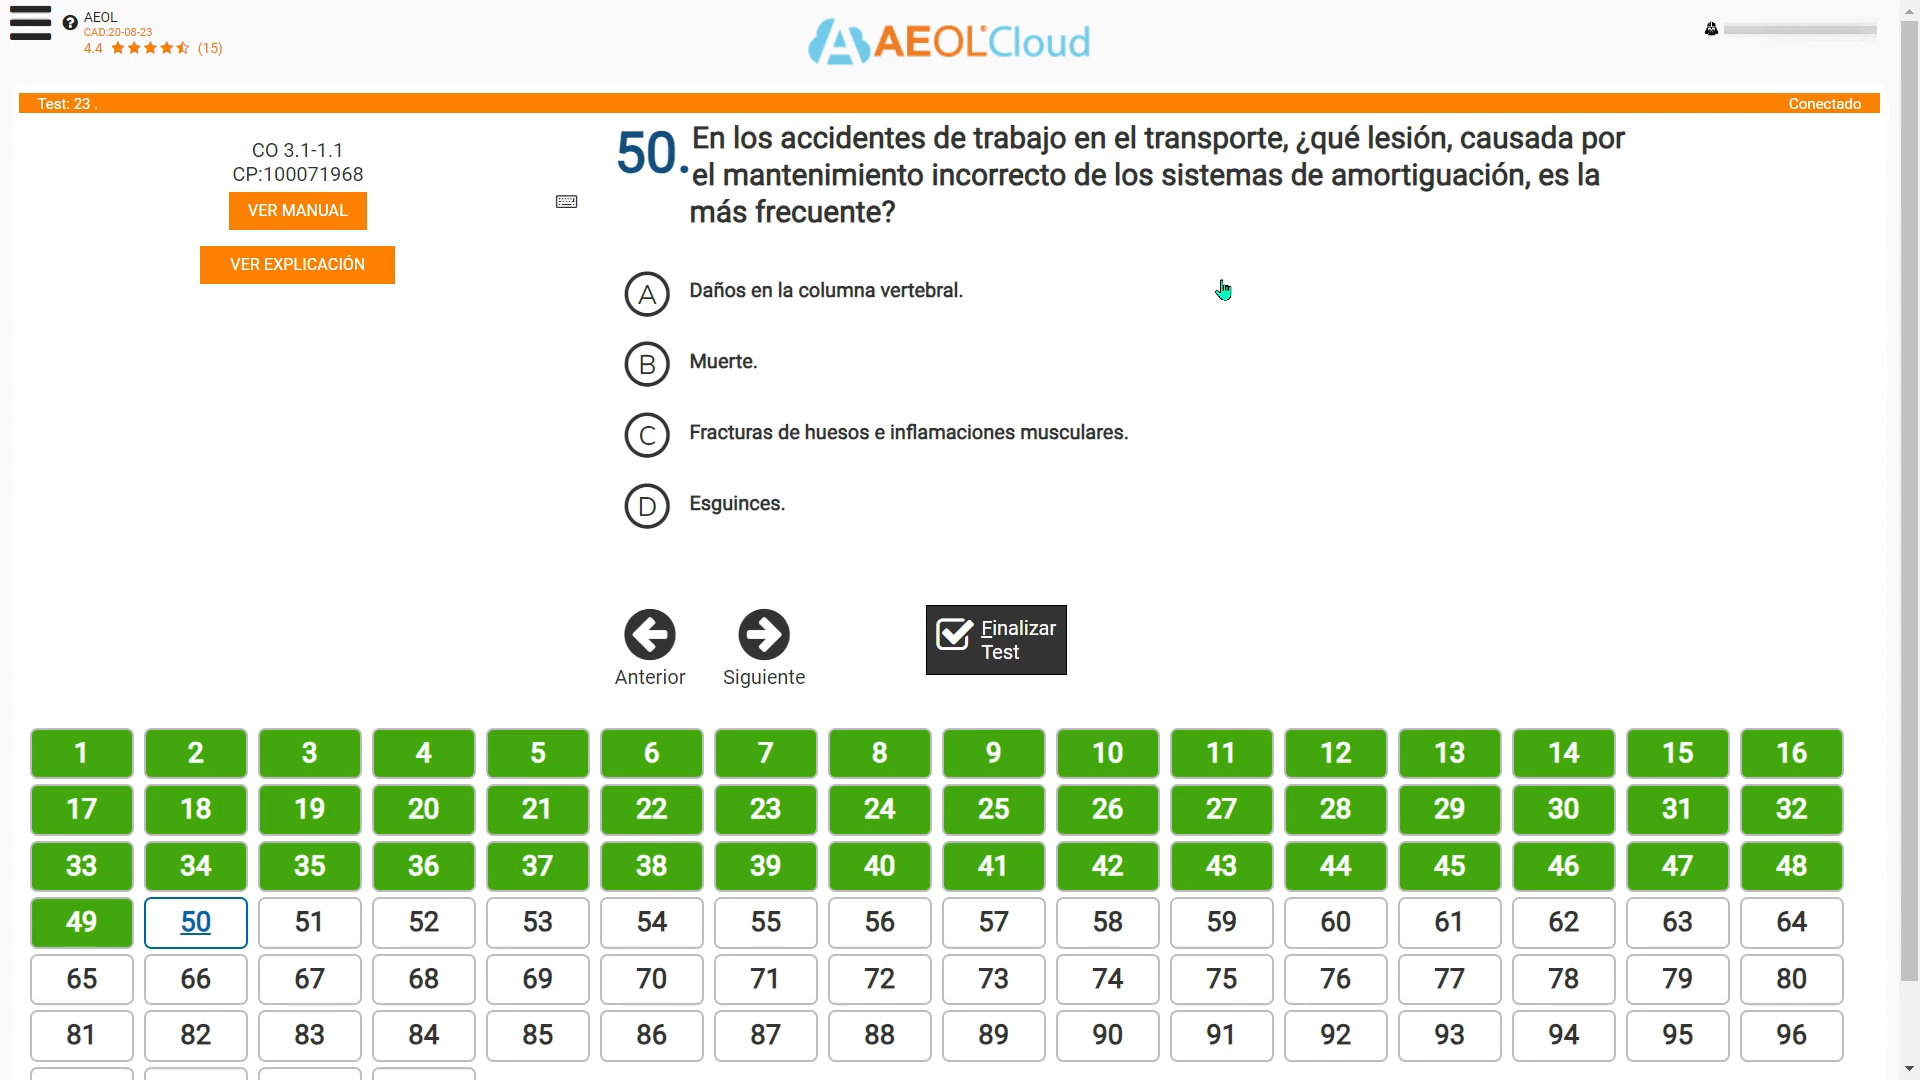 AEOL
CAD:20-08-23
4.4 (15)
AEOL Cloud
Test: 23 .
Conectado
CO 3.1-1.1
CP:100071968
VER MANUAL
VER EXPLICACIÓN
50. En los accidentes de trabajo en el transporte, ¿qué lesión, causada por
el mantenimiento incorrecto de los sistemas de amortiguación, es la
más frecuente?
A Daños en la columna vertebral.
B Muerte.
C Fracturas de huesos e inflamaciones musculares.
D Esguinces.
Anterior
Siguiente
Finalizar
Test
1 2 3 4 5 6 7 8 9 10 11 12 13 14 15 16
17 18 19 20 21 22 23 24 25 26 27 28 29 30 31 32
33 34 35 36 37 38 39 40 41 42 43 44 45 46 47 48
49 50 51 52 53 54 55 56 57 58 59 60 61 62 63 64
65 66 67 68 69 70 71 72 73 74 75 76 77 78 79 80
81 82 83 84 85 86 87 88 89 90 91 92 93 94 95 96